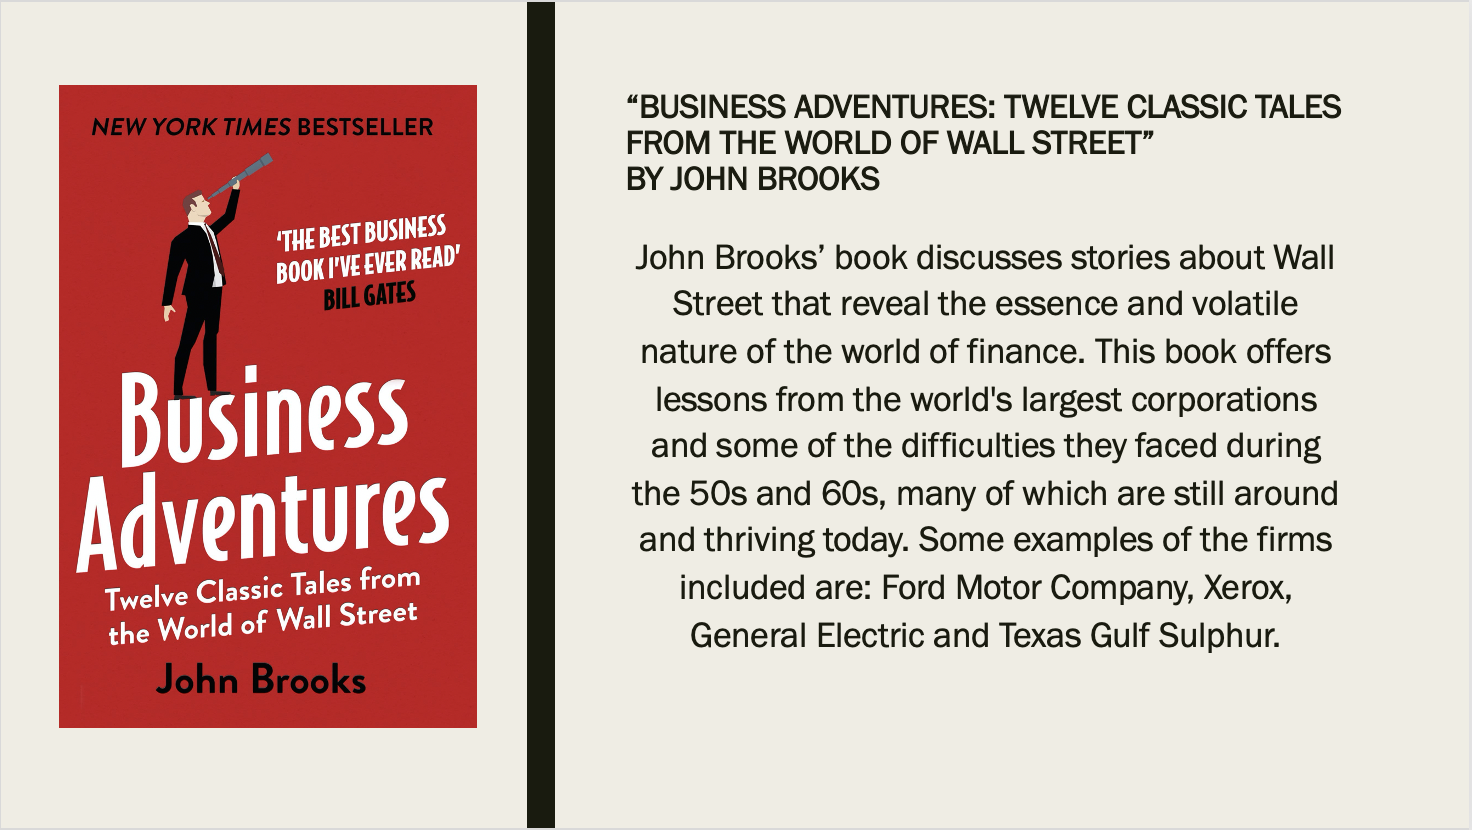 NEW YORK TIMES BESTSELLER
‘THE BEST BUSINESS
BOOK I’VE EVER READ’
BILL GATES
Business
Adventures
Twelve Classic Tales from
the World of Wall Street
John Brooks
“BUSINESS ADVENTURES: TWELVE CLASSIC TALES
FROM THE WORLD OF WALL STREET”
BY JOHN BROOKS
John Brooks’ book discusses stories about Wall
Street that reveal the essence and volatile
nature of the world of finance. This book offers
lessons from the world's largest corporations
and some of the difficulties they faced during
the 50s and 60s, many of which are still around
and thriving today. Some examples of the firms
included are: Ford Motor Company, Xerox,
General Electric and Texas Gulf Sulphur.